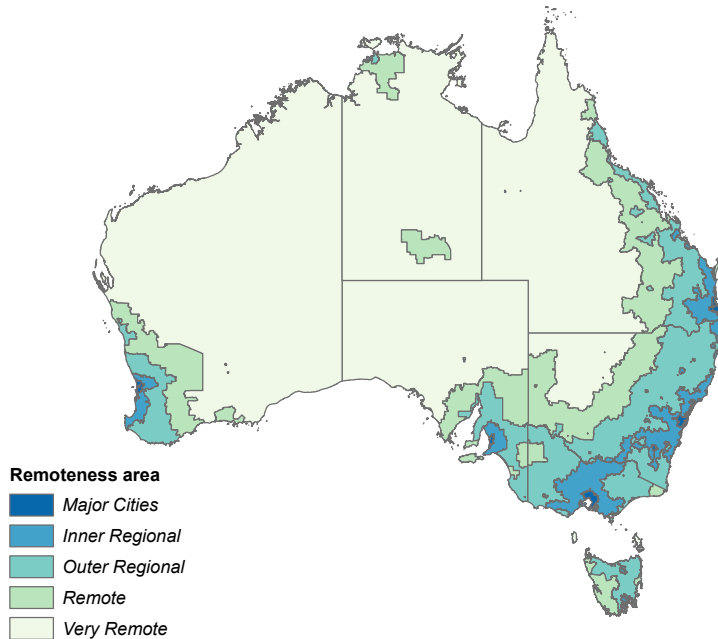 Remoteness area
Major Cities
Inner Regional
Outer Regional
Remote
Very Remote